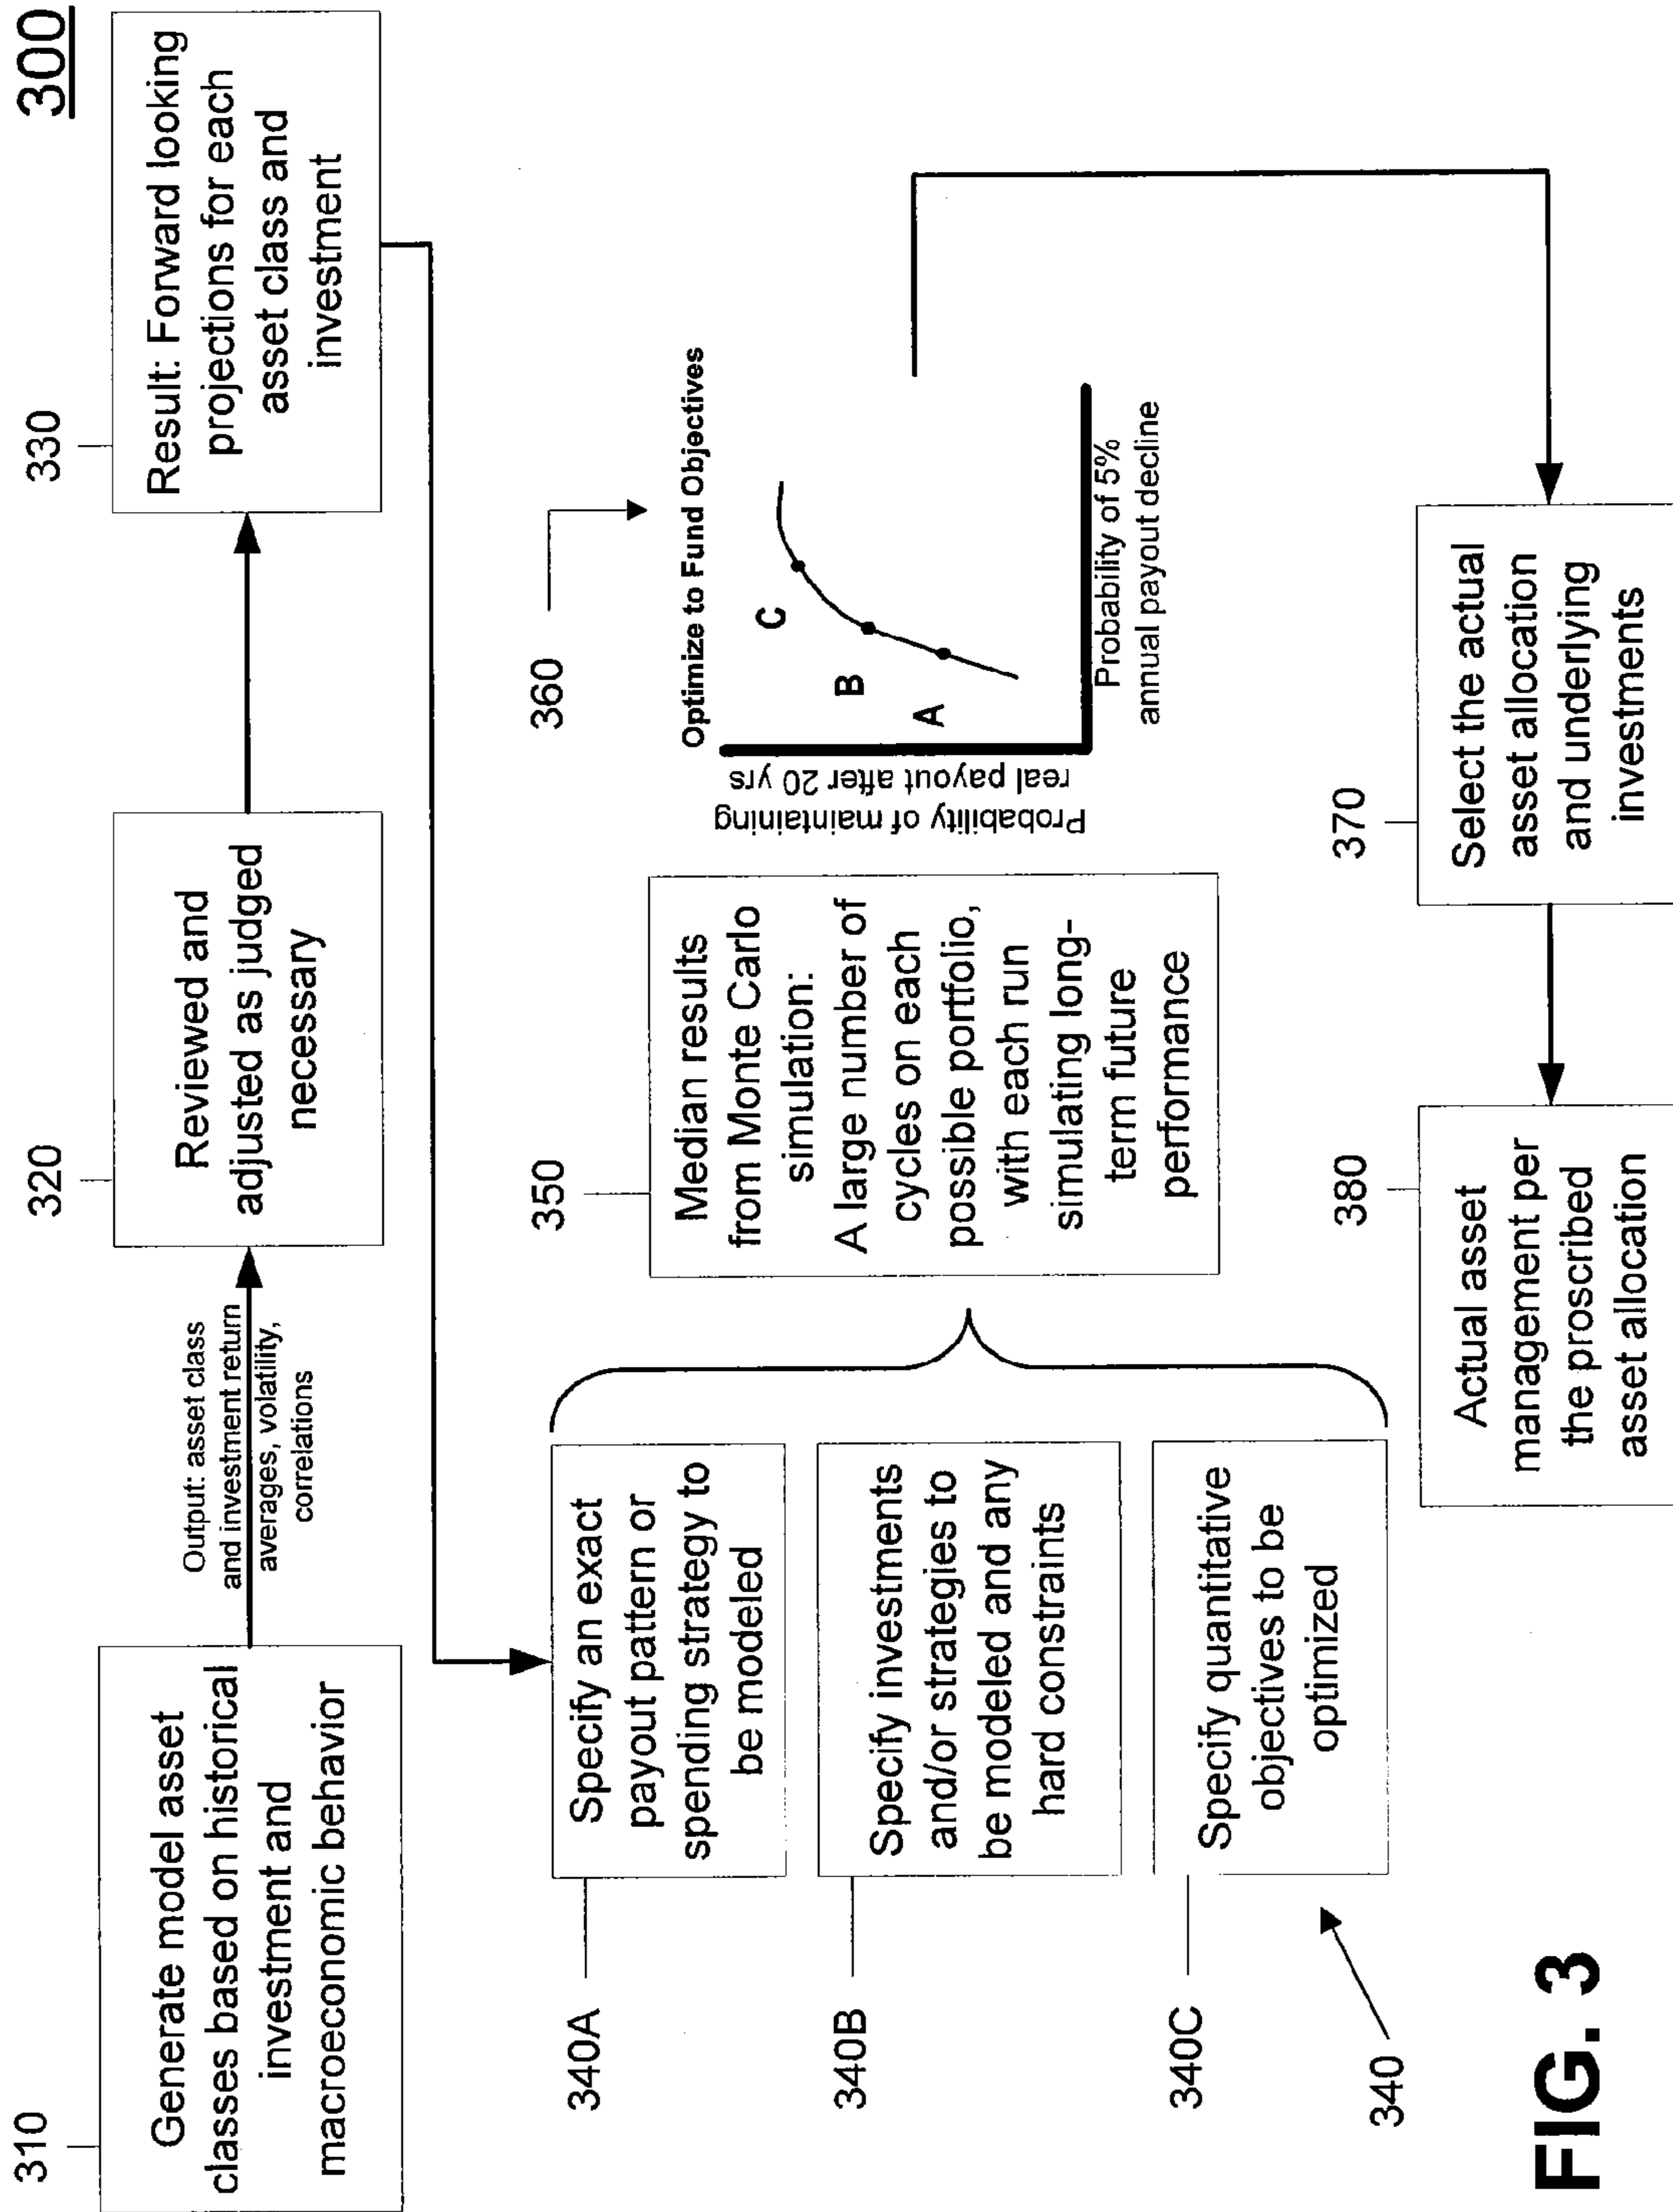 300
310
Generate model asset
classes based on historical
investment and
macroeconomic behavior
Output: asset class
and investment return
averages, volatility,
correlations
320
Reviewed and
adjusted as judged
necessary
330
Result: Forward looking
projections for each
asset class and
investment
340A
Specify an exact
payout pattern or
spending strategy to
be modeled
340B
Specify investments
and/or strategies to
be modeled and any
hard constraints
340C
Specify quantitative
objectives to be
optimized
340
350
Median results
from Monte Carlo
simulation:
A large number of
cycles on each
possible portfolio,
with each run
simulating long-
term future
performance
360
Optimize to Fund Objectives
Probability of maintaining
real payout after 20 yrs
C
B
A
Probability of 5%
annual payout decline
370
Select the actual
asset allocation
and underlying
investments
380
Actual asset
management per
the proscribed
asset allocation
FIG. 3